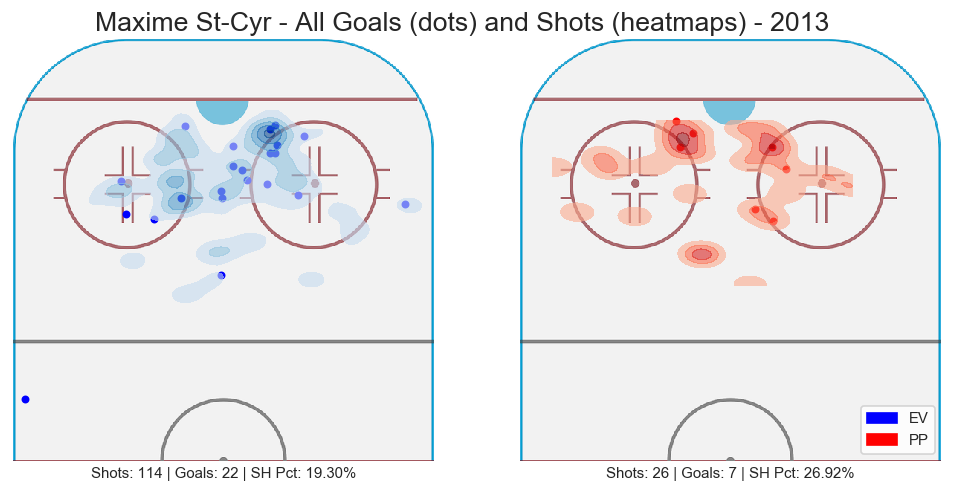 Maxime St-Cyr - All Goals (dots) and Shots (heatmaps) - 2013
EV
PP
Shots: 114 | Goals: 22 | SH Pct: 19.30%
Shots: 26 | Goals: 7 | SH Pct: 26.92%